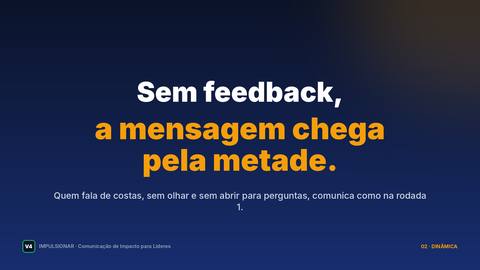 Sem feedback,
a mensagem chega
pela metade.
Quem fala de costas, sem olhar e sem abrir para perguntas, comunica como na rodada
1.
V4 IMPULSIONAR · Comunicação de Impacto para Líderes
02 · DINÂMICA